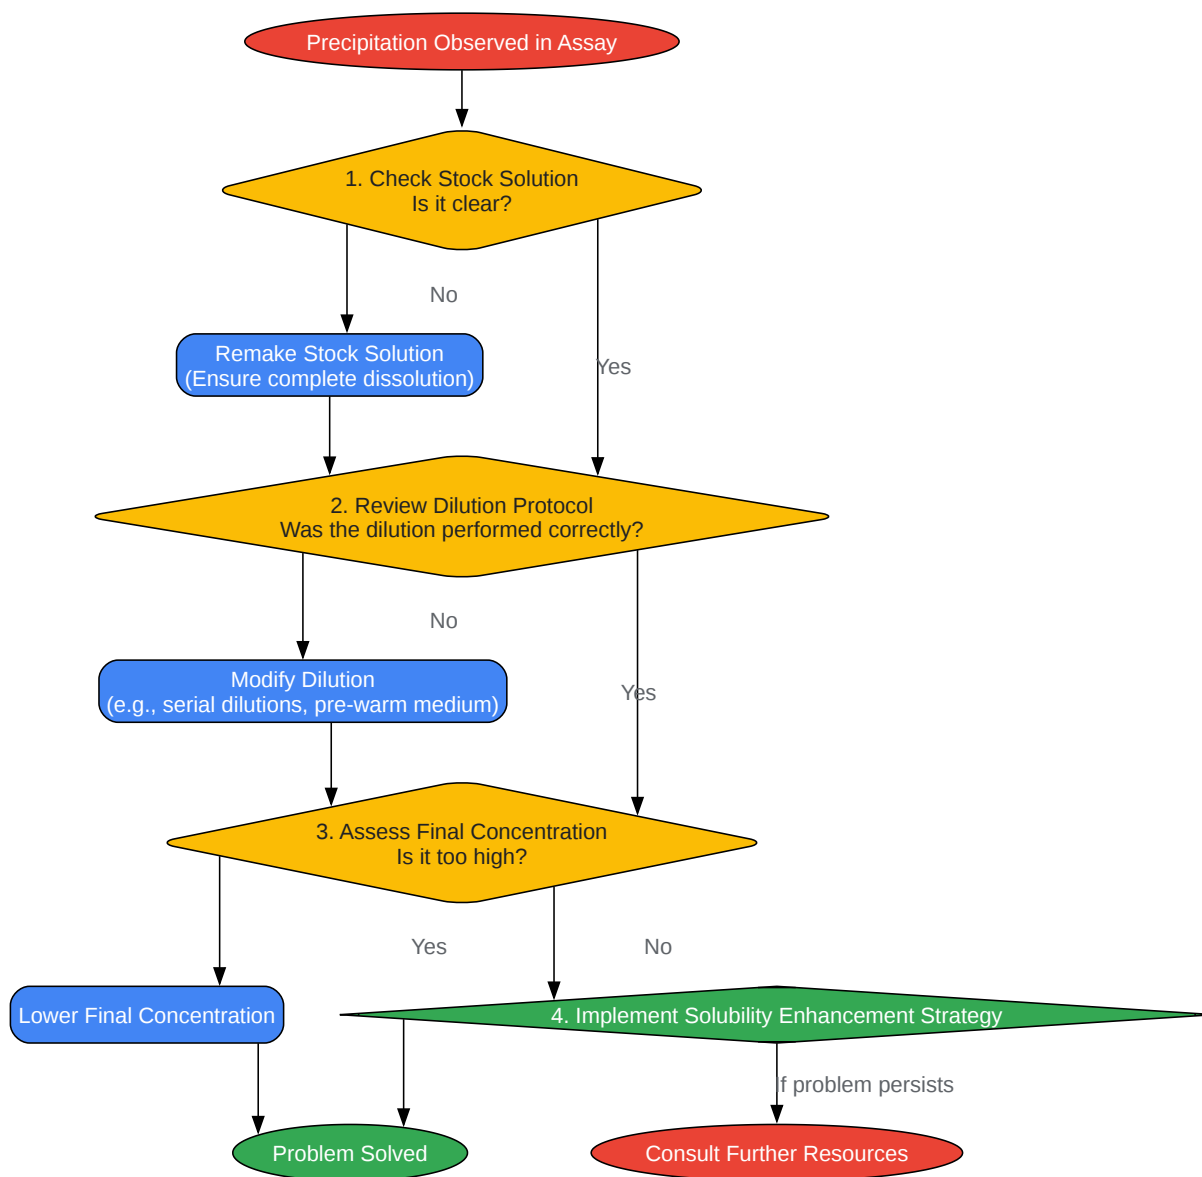 Precipitation Observed in Assay
1. Check Stock Solution
Is it clear?
No
Remake Stock Solution
(Ensure complete dissolution)
Yes
2. Review Dilution Protocol
Was the dilution performed correctly?
No
Modify Dilution
(e.g., serial dilutions, pre-warm medium)
Yes
3. Assess Final Concentration
Is it too high?
Yes
No
Lower Final Concentration
4. Implement Solubility Enhancement Strategy
If problem persists
Problem Solved
Consult Further Resources